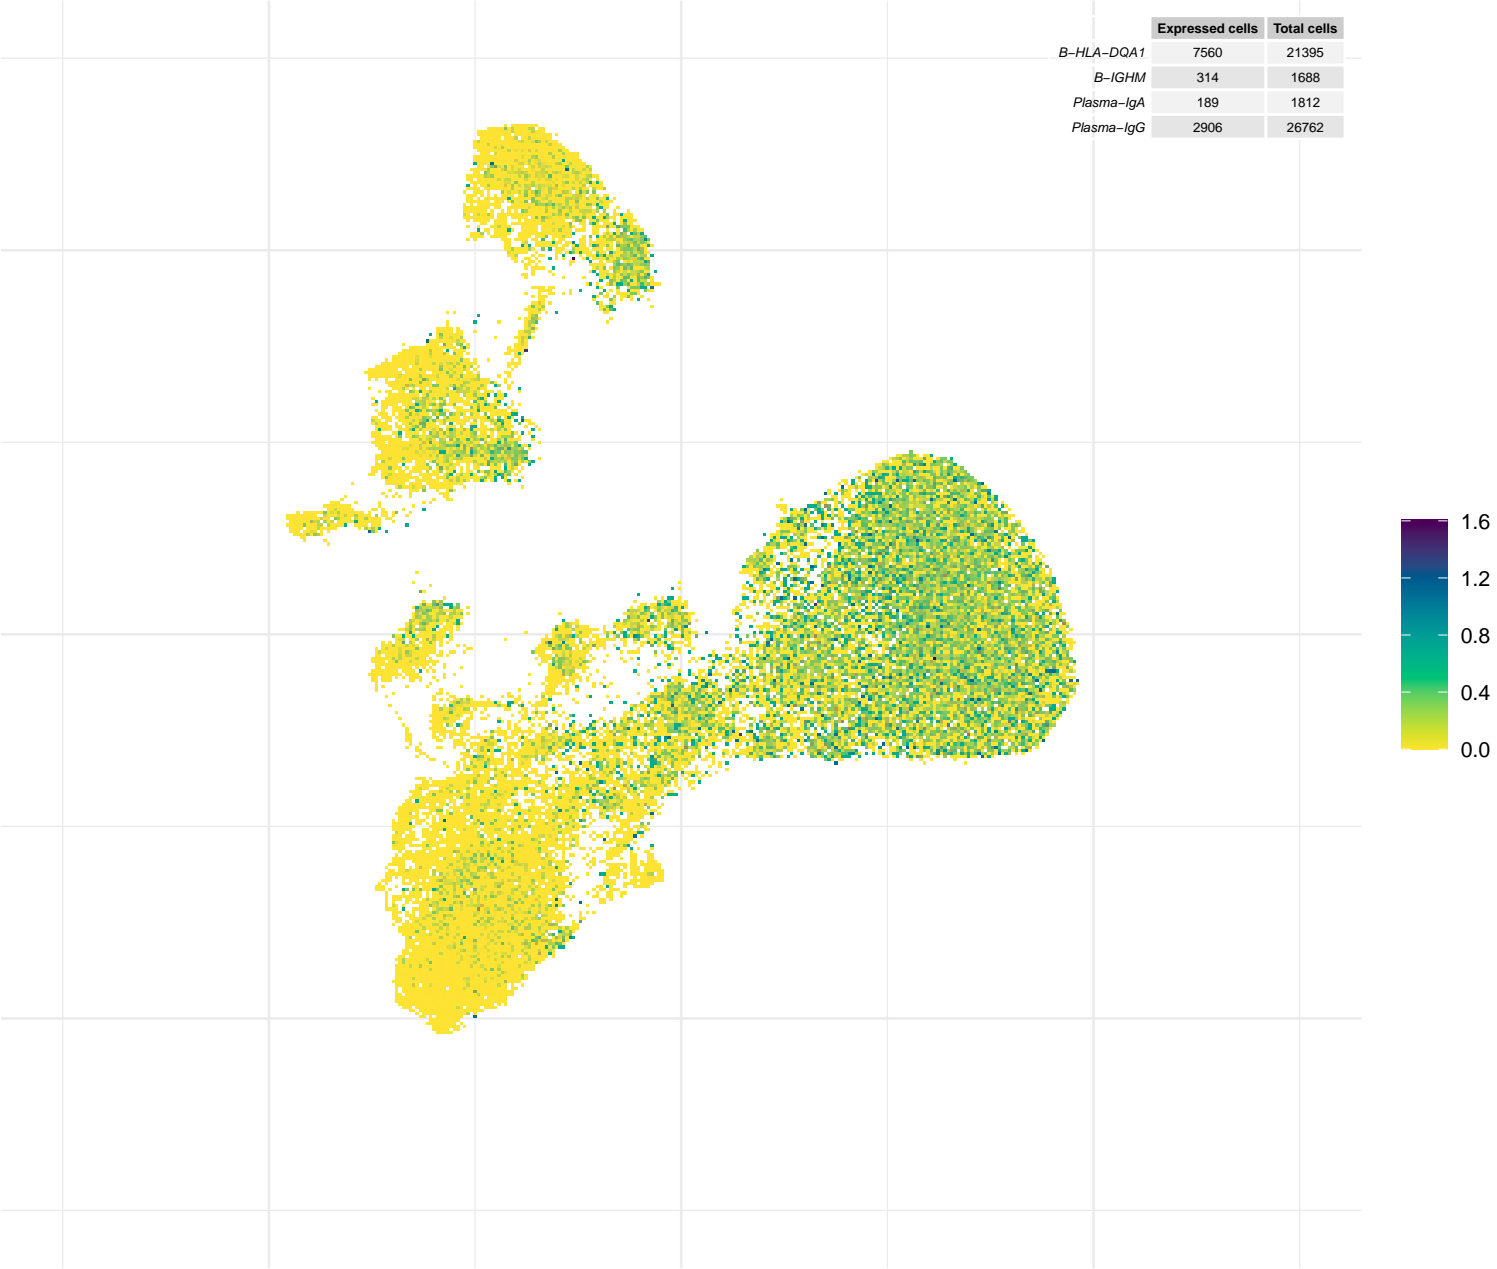 Expressed cells Total cells
B−HLA−DQA1 7560 21395
B−IGHM 314 1688
Plasma−IgA 189 1812
Plasma−IgG 2906 26762
1.6
1.2
0.8
0.4
0.0